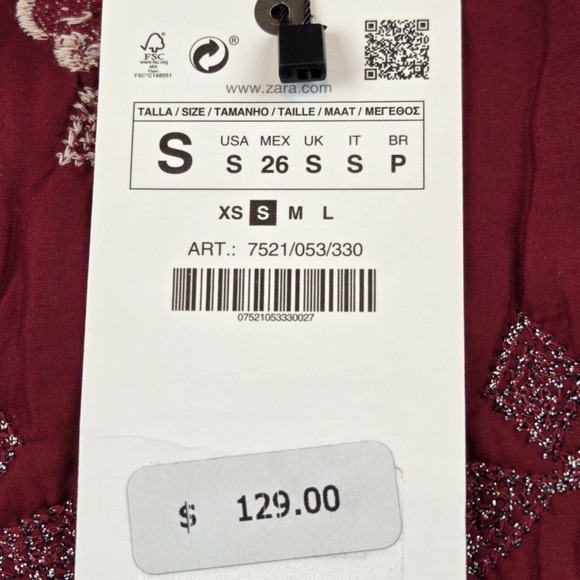 FSC
www.fsc.org
MIX
Paper
FSC® C148051
®
www.zara.com
TALLA / SIZE / TAMANHO / TAILLE / MAAT / ΜΕΓΕΘΟΣ
S
USA MEX UK IT BR
S 26 S S P
XS S M L
ART.: 7521/053/330
07521053330027
$ 129.00